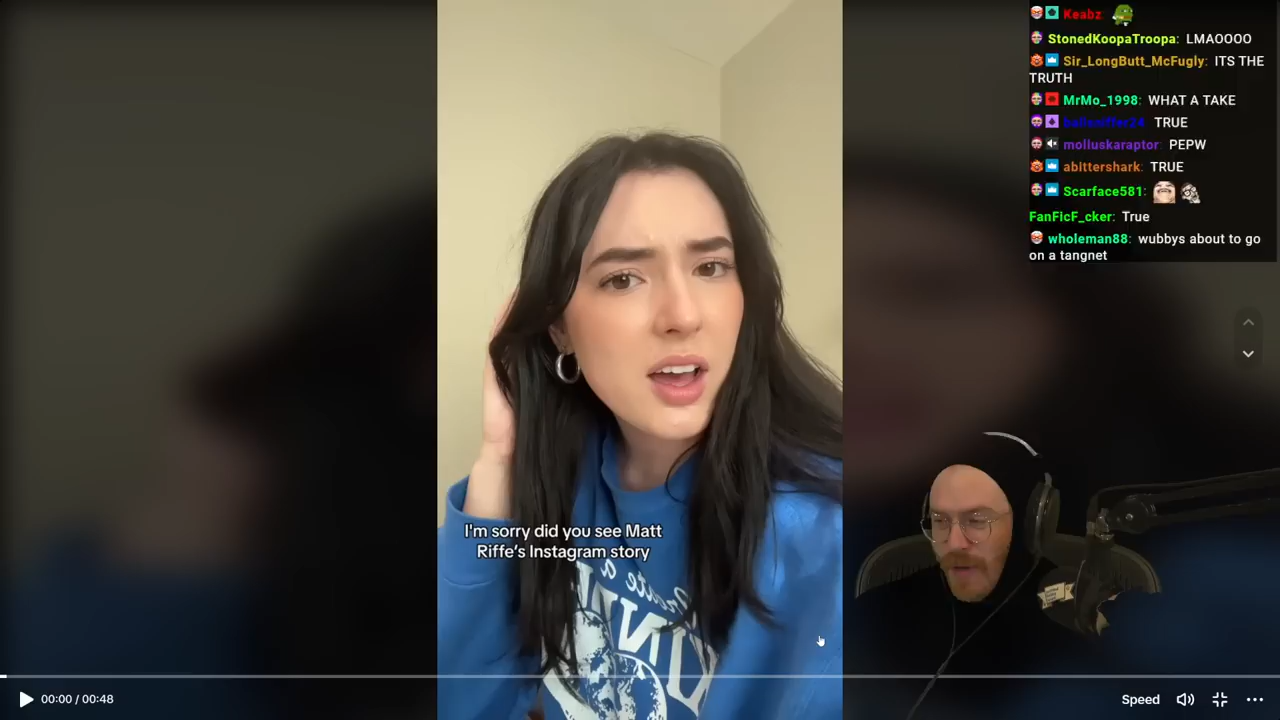 Keabz
StonedKoopaTroopa: LMAOOOO
Sir_LongButt_McFugly: ITS THE
TRUTH
MrMo_1998: WHAT A TAKE
ballsniffer24 TRUE
molluskaraptor: PEPW
abittershark: TRUE
Scarface581:
FanFicF_cker: True
wholeman88: wubbys about to go
on a tangnet
I'm sorry did you see Matt
Riffe's Instagram story
00:00 / 00:48
Speed